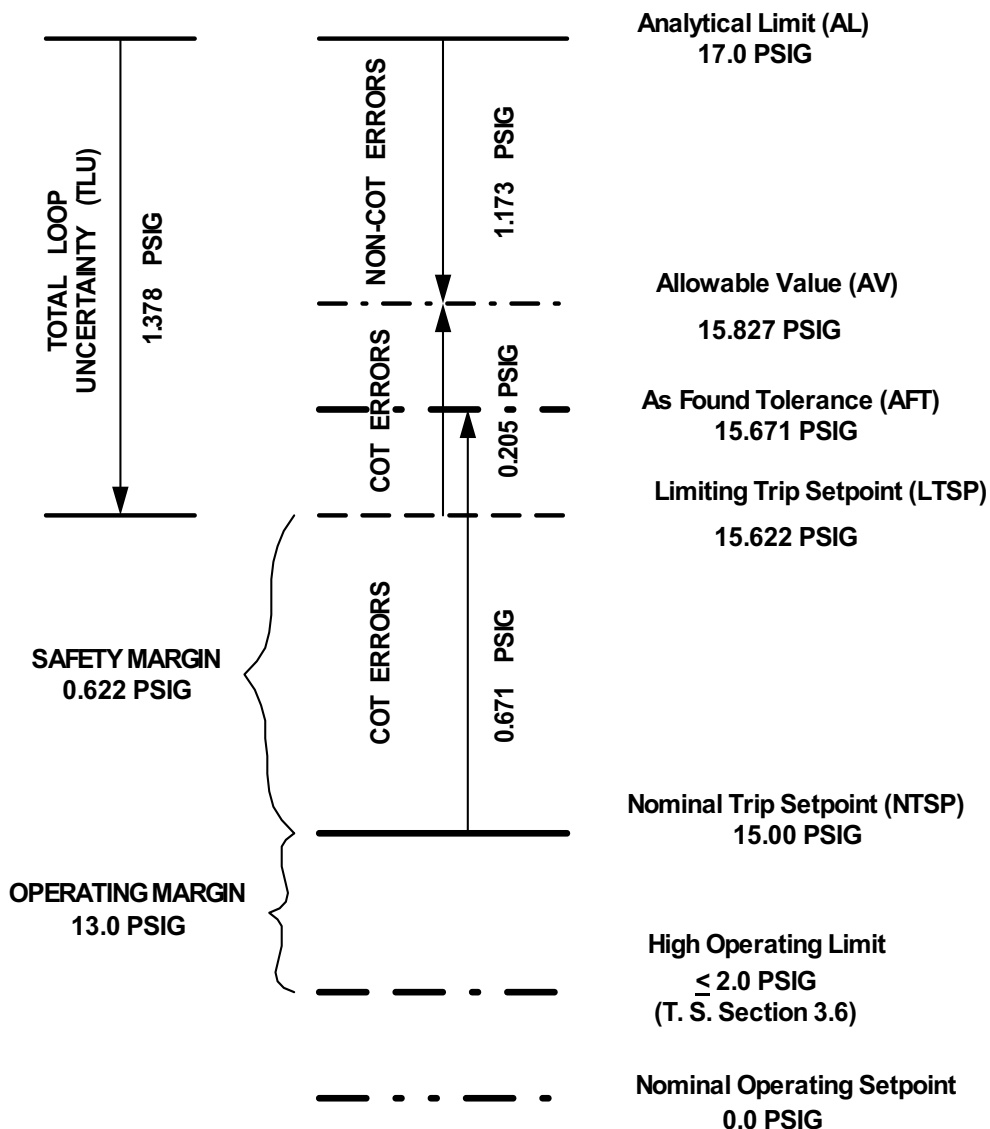 Analytical Limit (AL)
17.0 PSIG
TOTAL LOOP
UNCERTAINTY (TLU)
1.378 PSIG
NON-COT ERRORS
1.173 PSIG
Allowable Value (AV)
15.827 PSIG
COT ERRORS
0.205 PSIG
As Found Tolerance (AFT)
15.671 PSIG
Limiting Trip Setpoint (LTSP)
15.622 PSIG
SAFETY MARGIN
0.622 PSIG
COT ERRORS
0.671 PSIG
Nominal Trip Setpoint (NTSP)
15.00 PSIG
OPERATING MARGIN
13.0 PSIG
High Operating Limit
≤ 2.0 PSIG
(T. S. Section 3.6)
Nominal Operating Setpoint
0.0 PSIG